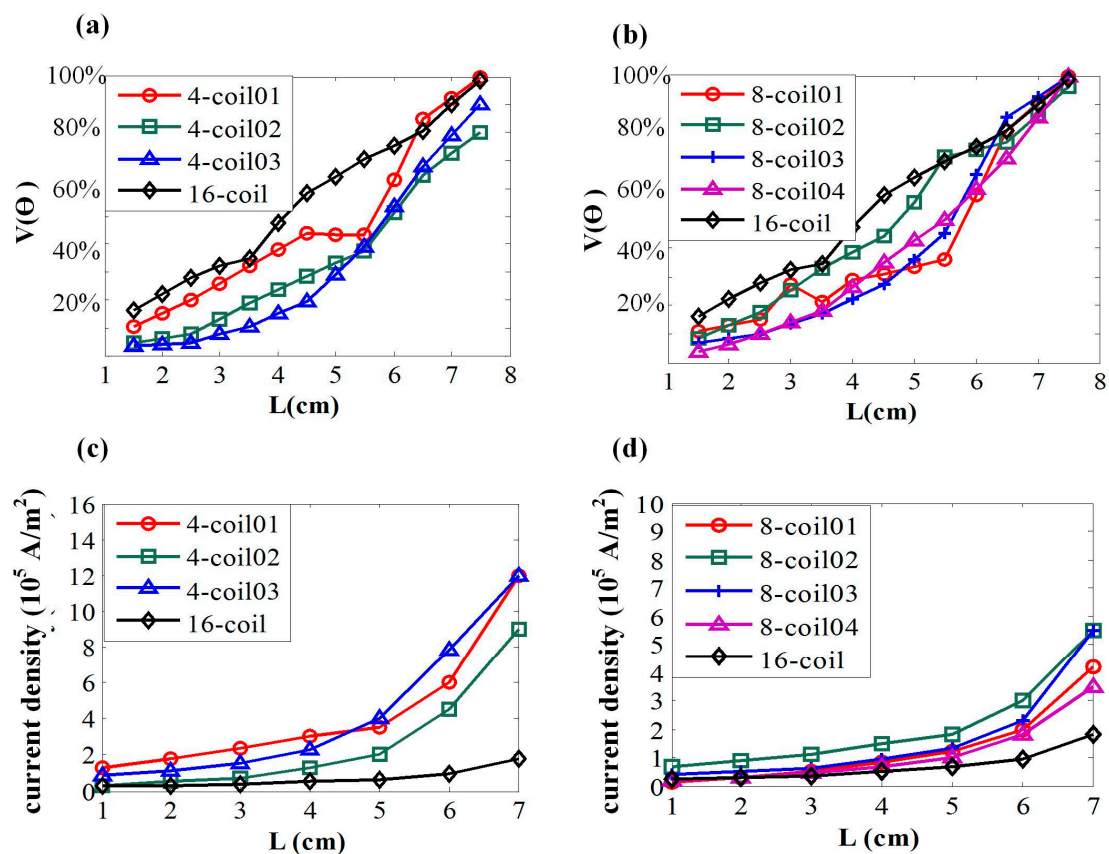 (a)
100%
80%
60%
40%
20%
V(Θ)
4-coil01
4-coil02
4-coil03
16-coil
1 2 3 4 5 6 7 8
L(cm)
(b)
100%
80%
60%
40%
20%
V(Θ)
8-coil01
8-coil02
8-coil03
8-coil04
16-coil
1 2 3 4 5 6 7 8
L(cm)
(c)
16
14
12
10
8
6
4
2
0
current density (10⁵ A/m²)
4-coil01
4-coil02
4-coil03
16-coil
1 2 3 4 5 6 7
L (cm)
(d)
10
9
8
7
6
5
4
3
2
1
0
current density (10⁵ A/m²)
8-coil01
8-coil02
8-coil03
8-coil04
16-coil
1 2 3 4 5 6 7
L (cm)